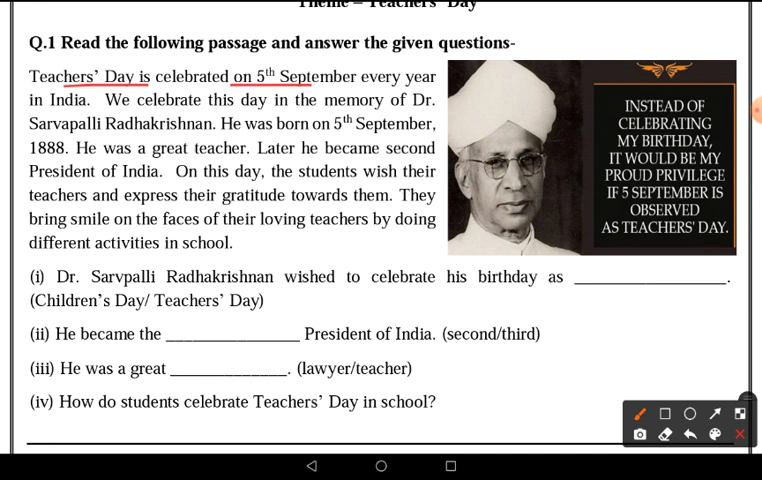 Theme – Teachers' Day
Q.1 Read the following passage and answer the given questions-
Teachers' Day is celebrated on 5th September every year
in India. We celebrate this day in the memory of Dr.
Sarvapalli Radhakrishnan. He was born on 5th September,
1888. He was a great teacher. Later he became second
President of India. On this day, the students wish their
teachers and express their gratitude towards them. They
bring smile on the faces of their loving teachers by doing
different activities in school.
INSTEAD OF
CELEBRATING
MY BIRTHDAY,
IT WOULD BE MY
PROUD PRIVILEGE
IF 5 SEPTEMBER IS
OBSERVED
AS TEACHERS' DAY.
(i) Dr. Sarvpalli Radhakrishnan wished to celebrate his birthday as __________________.
(Children's Day/ Teachers' Day)
(ii) He became the ________________ President of India. (second/third)
(iii) He was a great ______________. (lawyer/teacher)
(iv) How do students celebrate Teachers' Day in school?